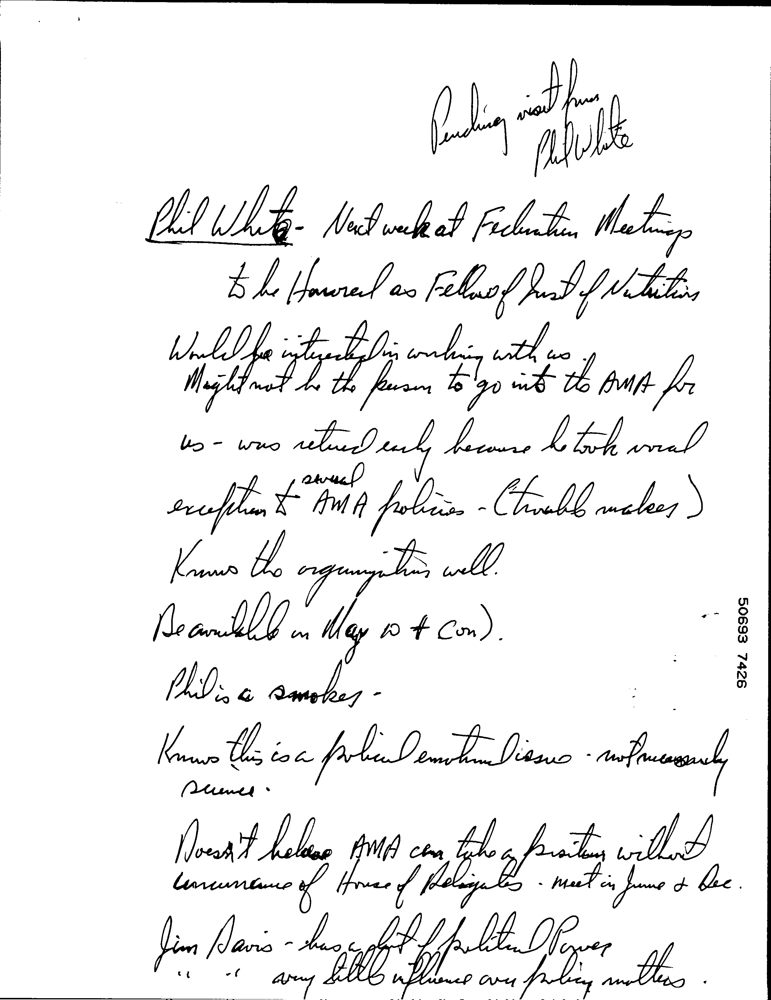 Pending visit from
Phil White
Phil White - Next week at Federation Meetings
to be Honored as Fellow of Inst of Nutrition
Would be interested in working with us.
Might not be the person to go into the AMA for
us - was retired early because he took vocal
several
exception to AMA policies - (trouble maker)
Knows the organization well.
Be available in May
Phil is a smoker -
Knows this is a political emotional issue - not necessarily
science.
Doesn't believe AMA can take a position without
concurrence of House of Delegates - meet in June & Dec.
Jim Davis - has a lot of political Power
" " very little influence over policy matters.
50693 7426